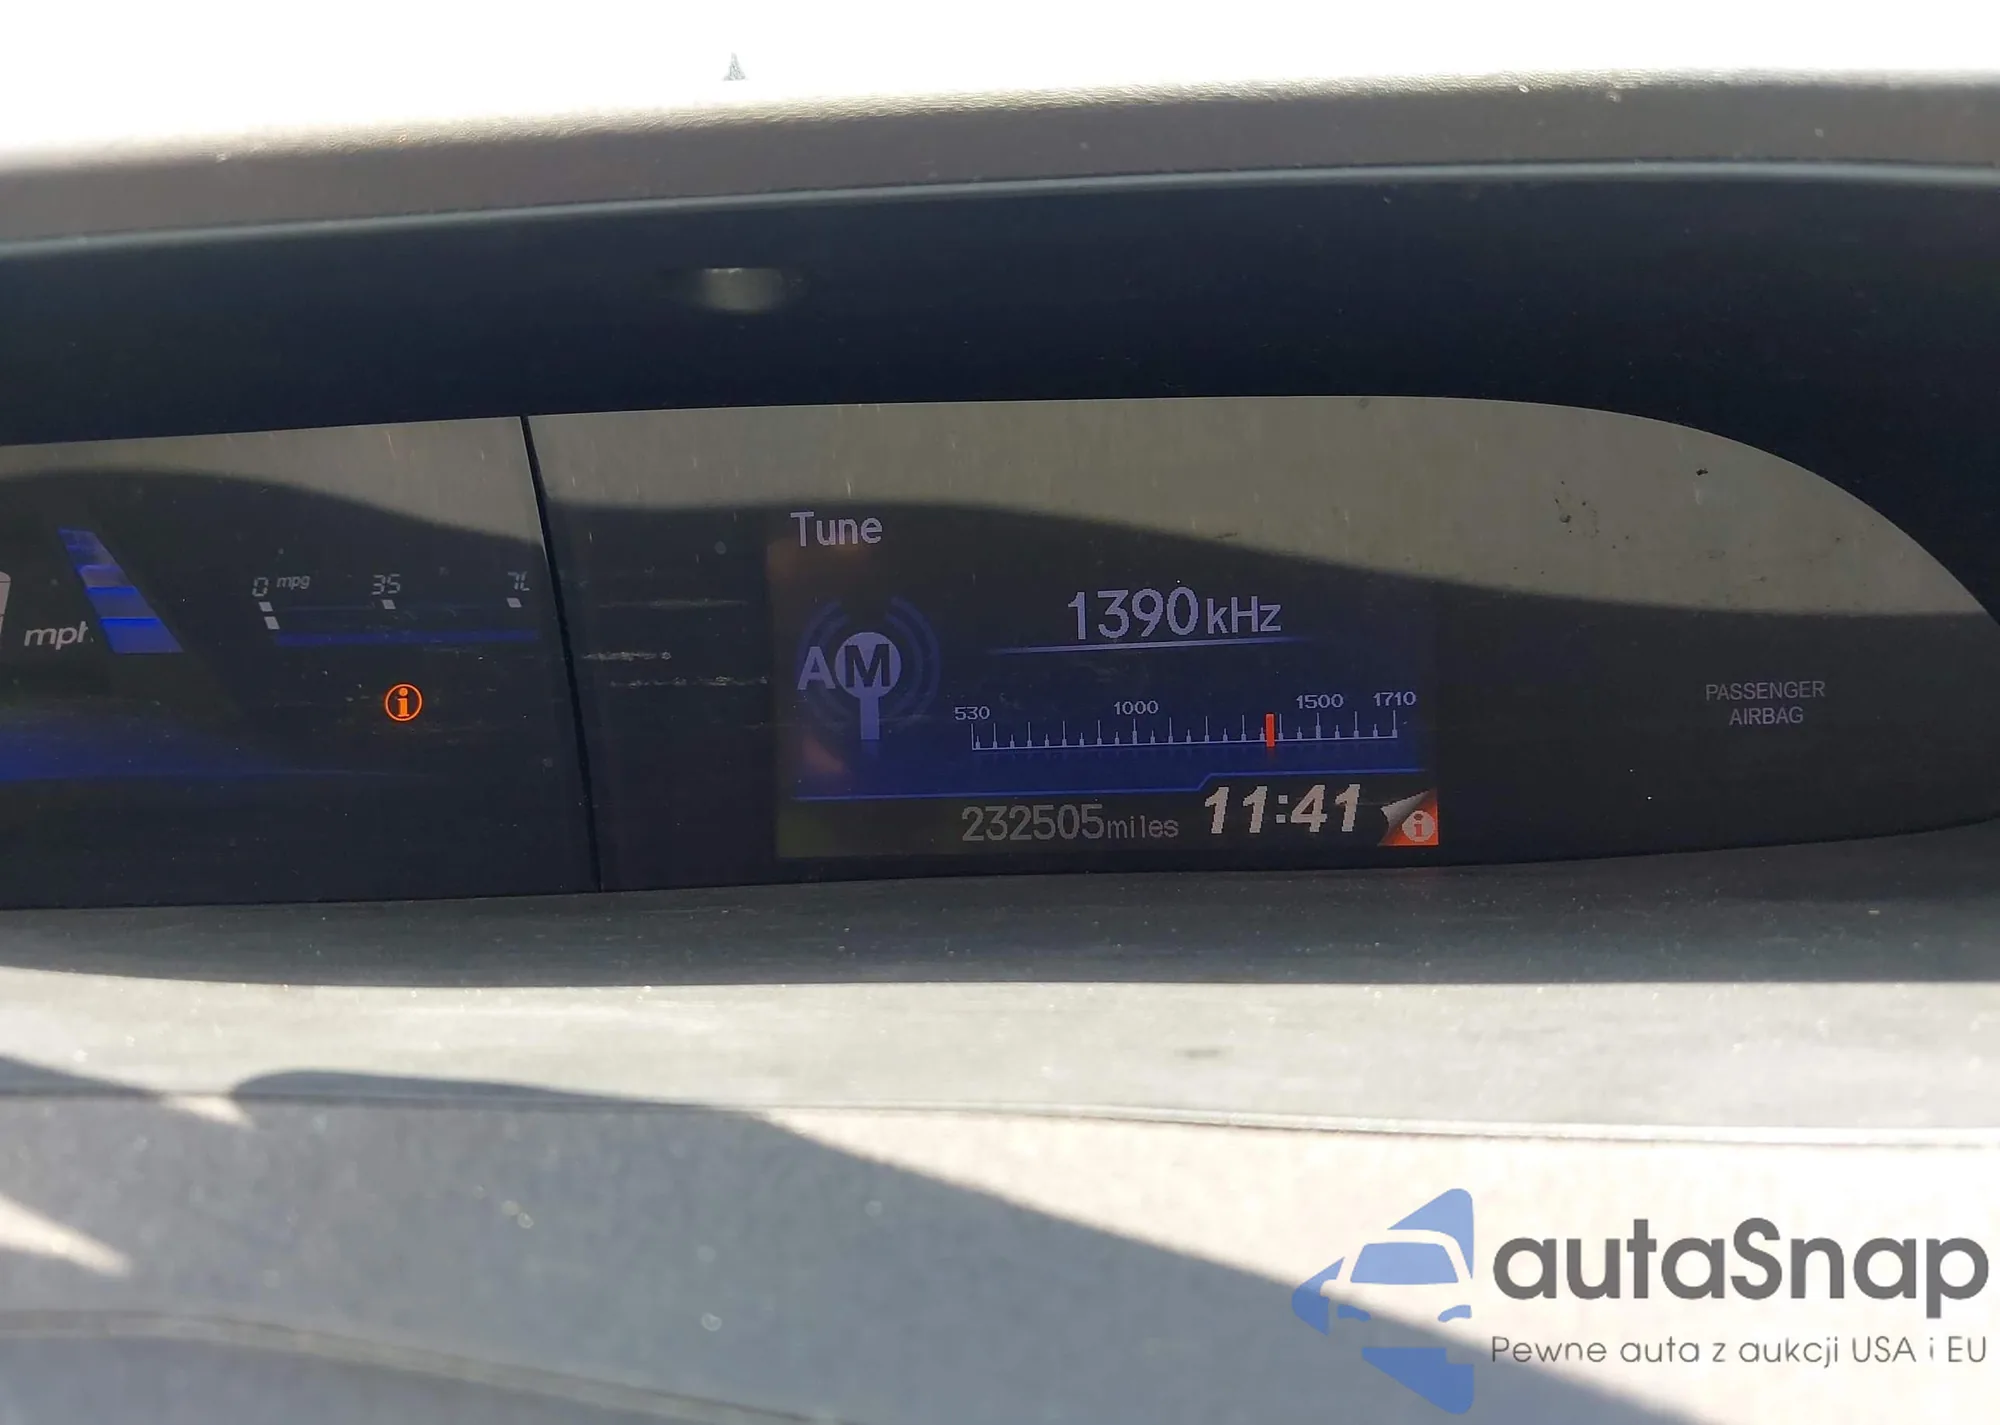 Tune
1390kHz
0 mpg 35
mph
AM
530 1000 1500 1710
PASSENGER
AIRBAG
232505miles 11:41
autaSnap
Pewne auta z aukcji USA i EU